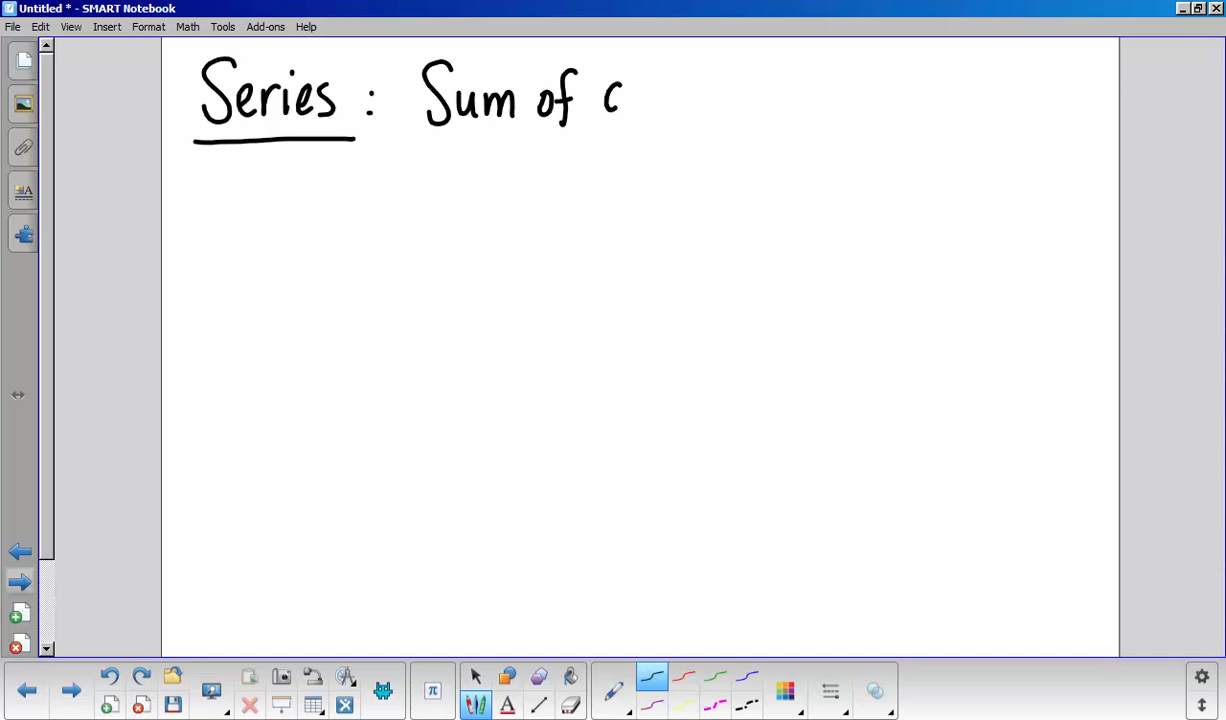 Untitled * - SMART Notebook
File Edit View Insert Format Math Tools Add-ons Help
Series : Sum of c
π
A